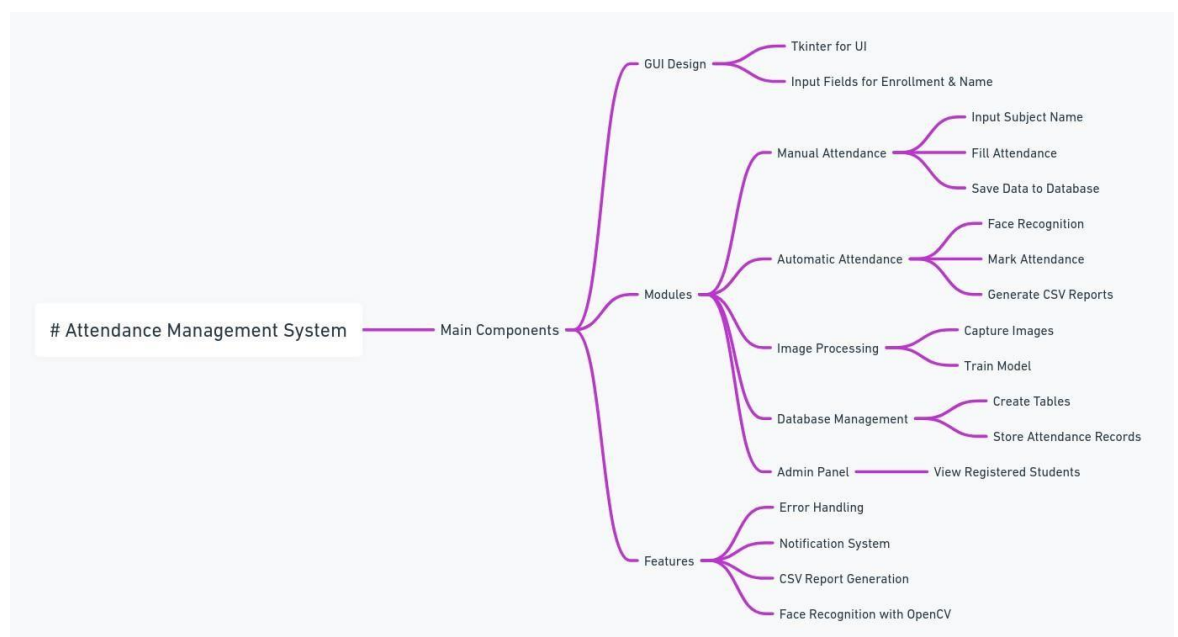 # Attendance Management System
Main Components
GUI Design
Tkinter for UI
Input Fields for Enrollment & Name
Modules
Manual Attendance
Input Subject Name
Fill Attendance
Save Data to Database
Automatic Attendance
Face Recognition
Mark Attendance
Generate CSV Reports
Image Processing
Capture Images
Train Model
Database Management
Create Tables
Store Attendance Records
Admin Panel
View Registered Students
Features
Error Handling
Notification System
CSV Report Generation
Face Recognition with OpenCV